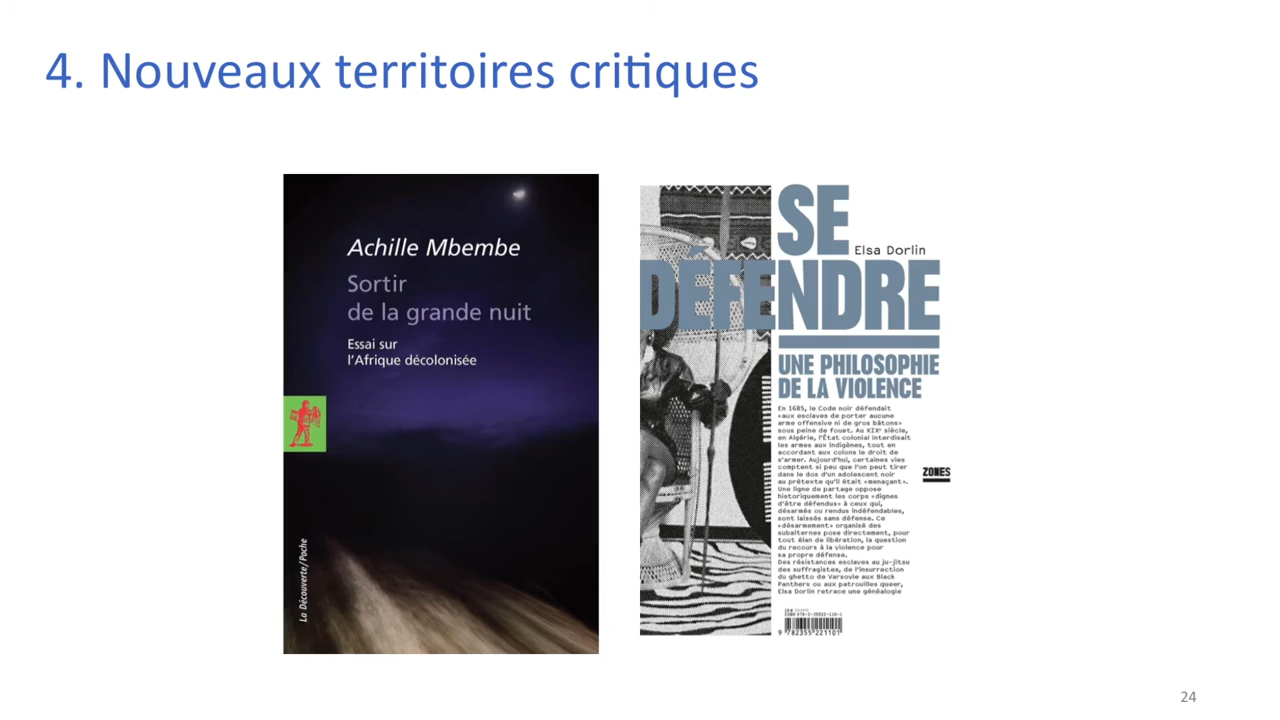 4. Nouveaux territoires critiques
Achille Mbembe
Sortir
de la grande nuit
Essai sur
l'Afrique décolonisée
La Découverte/Poche
SE
Elsa Dorlin
DÉFENDRE
UNE PHILOSOPHIE
DE LA VIOLENCE
En 1685, le Code noir défendait
«aux esclaves de porter aucune
arme offensive ni de gros bâtons»
sous peine de fouet. Au XIXe siècle,
en Algérie, l'État colonial interdisait
les armes aux indigènes, tout en
accordant aux colons le droit de
s'armer. Aujourd'hui, certaines vies
comptent si peu que l'on peut tirer
dans le dos d'un adolescent noir
au prétexte qu'il était «menaçant».
Une ligne de partage oppose
historiquement les corps «dignes
d'être défendus» à ceux qui,
désarmés ou rendus indéfendables,
sont laissés sans défense. Ce
«désarmement» organisé des
subalternes pose directement, pour
tout élan de libération, la question
du recours à la violence pour
sa propre défense.
Des résistances esclaves au ju-jitsu
des suffragistes, de l'insurrection
du ghetto de Varsovie aux Black
Panthers ou aux patrouilles queer,
Elsa Dorlin retrace une généalogie
ZONES
9 782355 221101
24